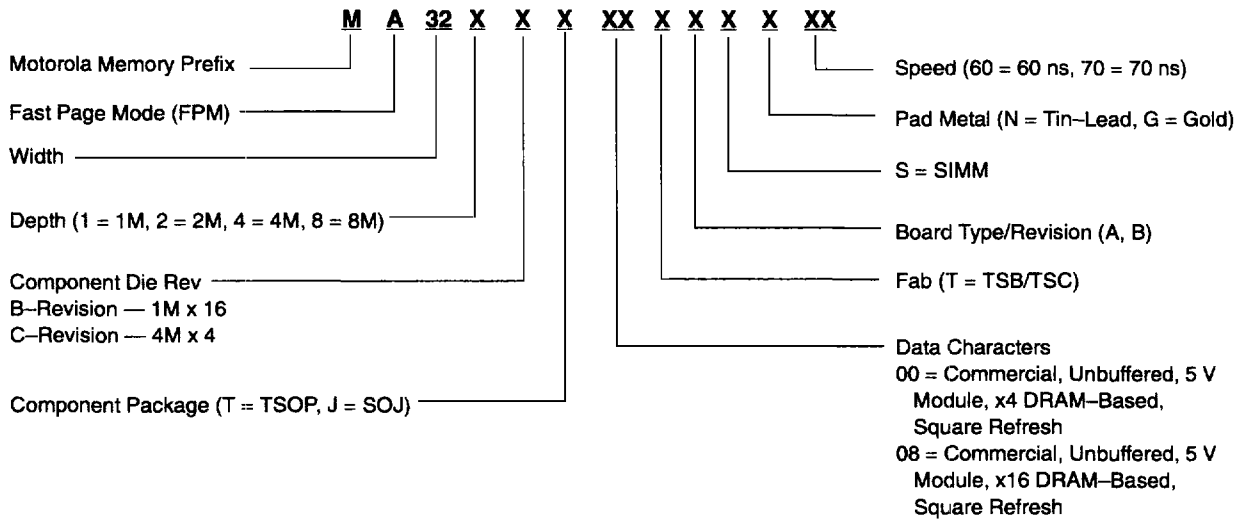 M A 32 X X X XX X X X X XX
Motorola Memory Prefix
Fast Page Mode (FPM)
Width
Depth (1 = 1M, 2 = 2M, 4 = 4M, 8 = 8M)
Component Die Rev
B–Revision — 1M x 16
C–Revision — 4M x 4
Component Package (T = TSOP, J = SOJ)
Speed (60 = 60 ns, 70 = 70 ns)
Pad Metal (N = Tin–Lead, G = Gold)
S = SIMM
Board Type/Revision (A, B)
Fab (T = TSB/TSC)
Data Characters
00 = Commercial, Unbuffered, 5 V
Module, x4 DRAM–Based,
Square Refresh
08 = Commercial, Unbuffered, 5 V
Module, x16 DRAM–Based,
Square Refresh